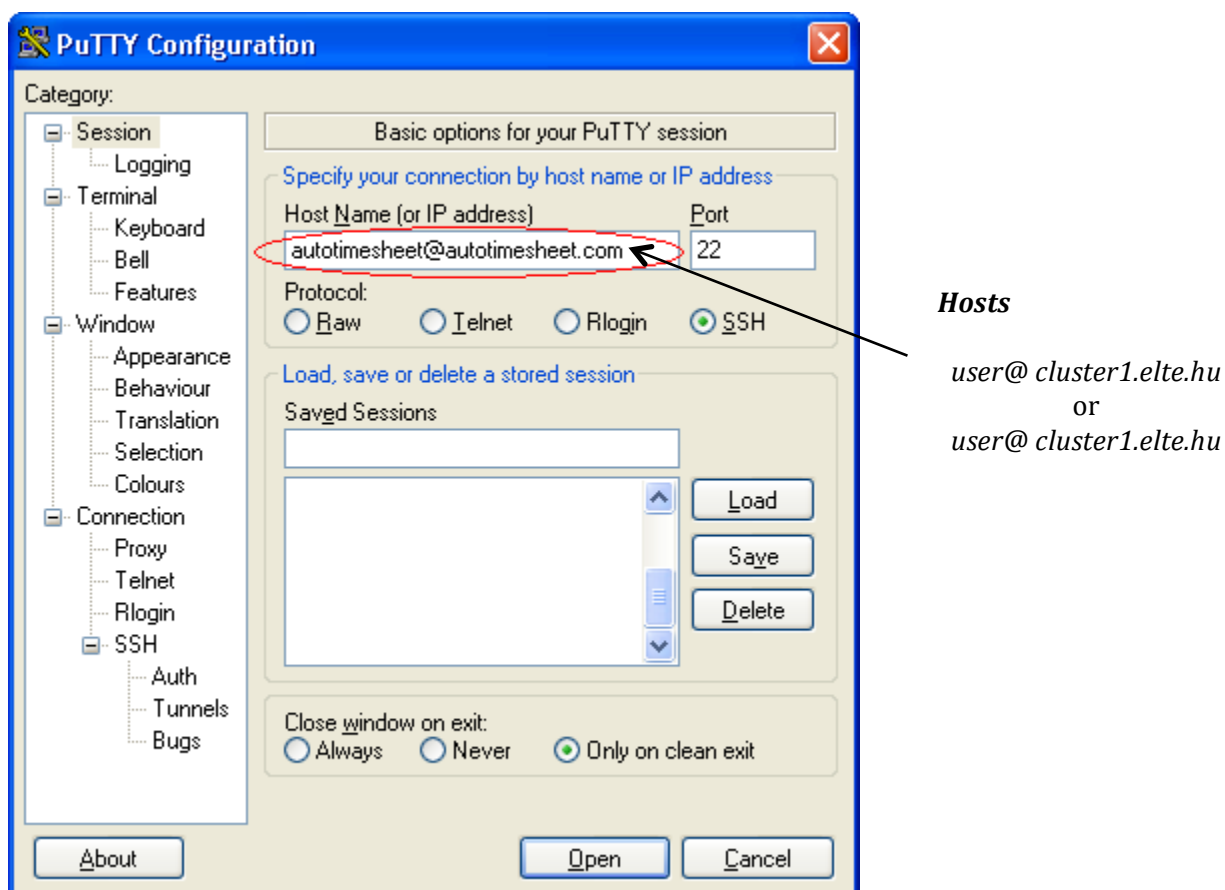 PuTTY Configuration
Category:
Session
Logging
Terminal
Keyboard
Bell
Features
Window
Appearance
Behaviour
Translation
Selection
Colours
Connection
Proxy
Telnet
Rlogin
SSH
Auth
Tunnels
Bugs
Basic options for your PuTTY session
Specify your connection by host name or IP address
Host Name (or IP address) Port
autotimesheet@autotimesheet.com 22
Protocol:
Raw Telnet Rlogin SSH
Load, save or delete a stored session
Saved Sessions
Load
Save
Delete
Close window on exit:
Always Never Only on clean exit
About Open Cancel
Hosts
user@ cluster1.elte.hu
or
user@ cluster1.elte.hu